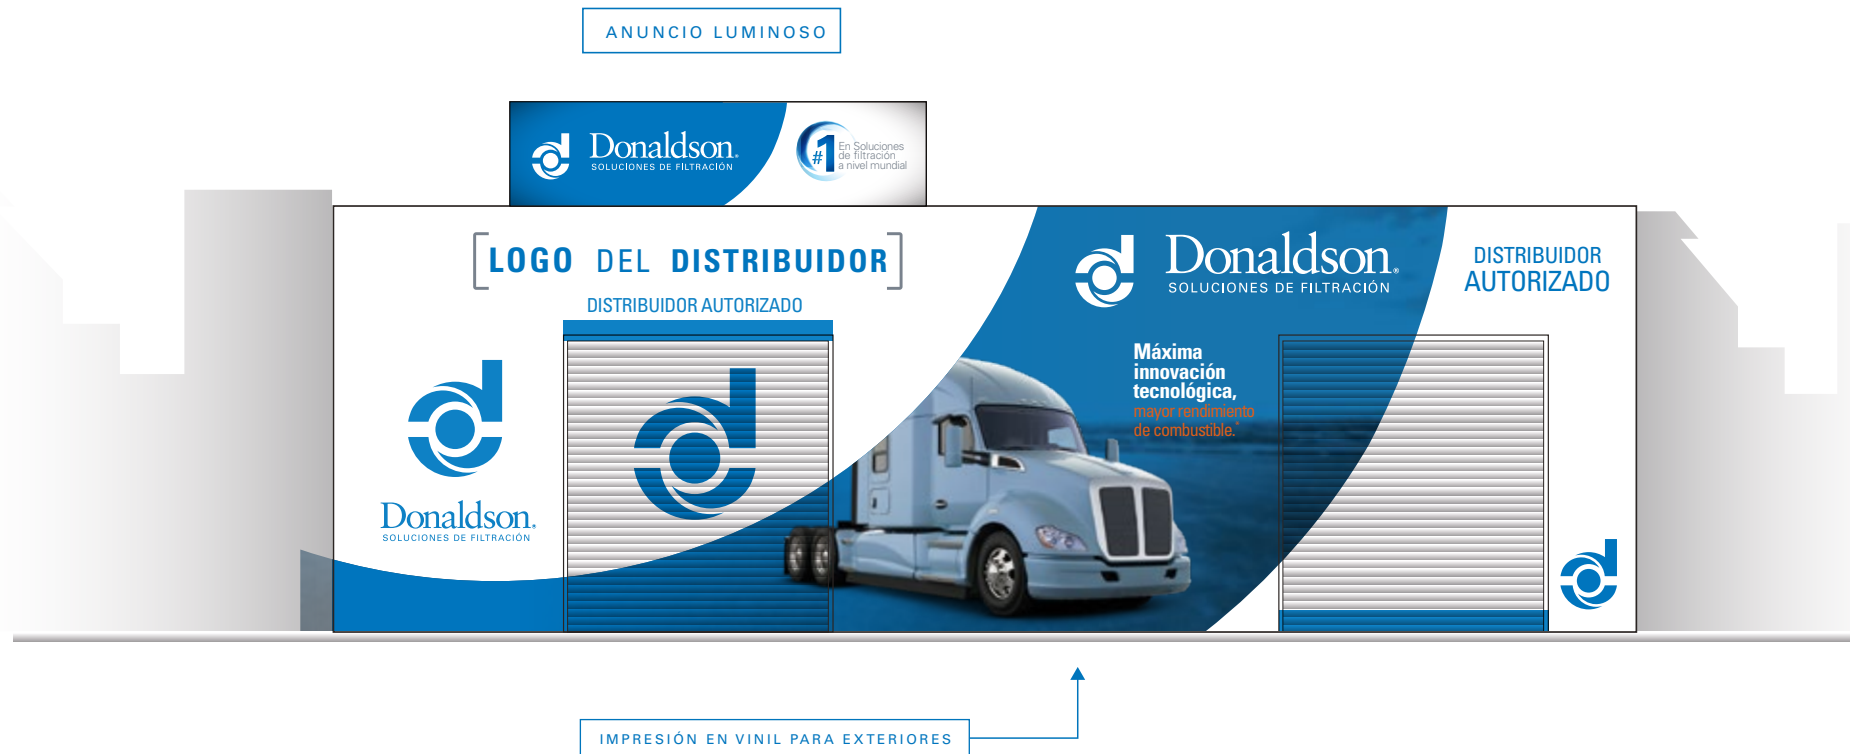 ANUNCIO LUMINOSO
Donaldson.
SOLUCIONES DE FILTRACIÓN
#1
En Soluciones
de filtración
a nivel mundial
[LOGO DEL DISTRIBUIDOR]
DISTRIBUIDOR AUTORIZADO
Donaldson.
SOLUCIONES DE FILTRACIÓN
Donaldson®
SOLUCIONES DE FILTRACIÓN
DISTRIBUIDOR
AUTORIZADO
Máxima
innovación
tecnológica,
mayor rendimiento
de combustible.*
IMPRESIÓN EN VINIL PARA EXTERIORES